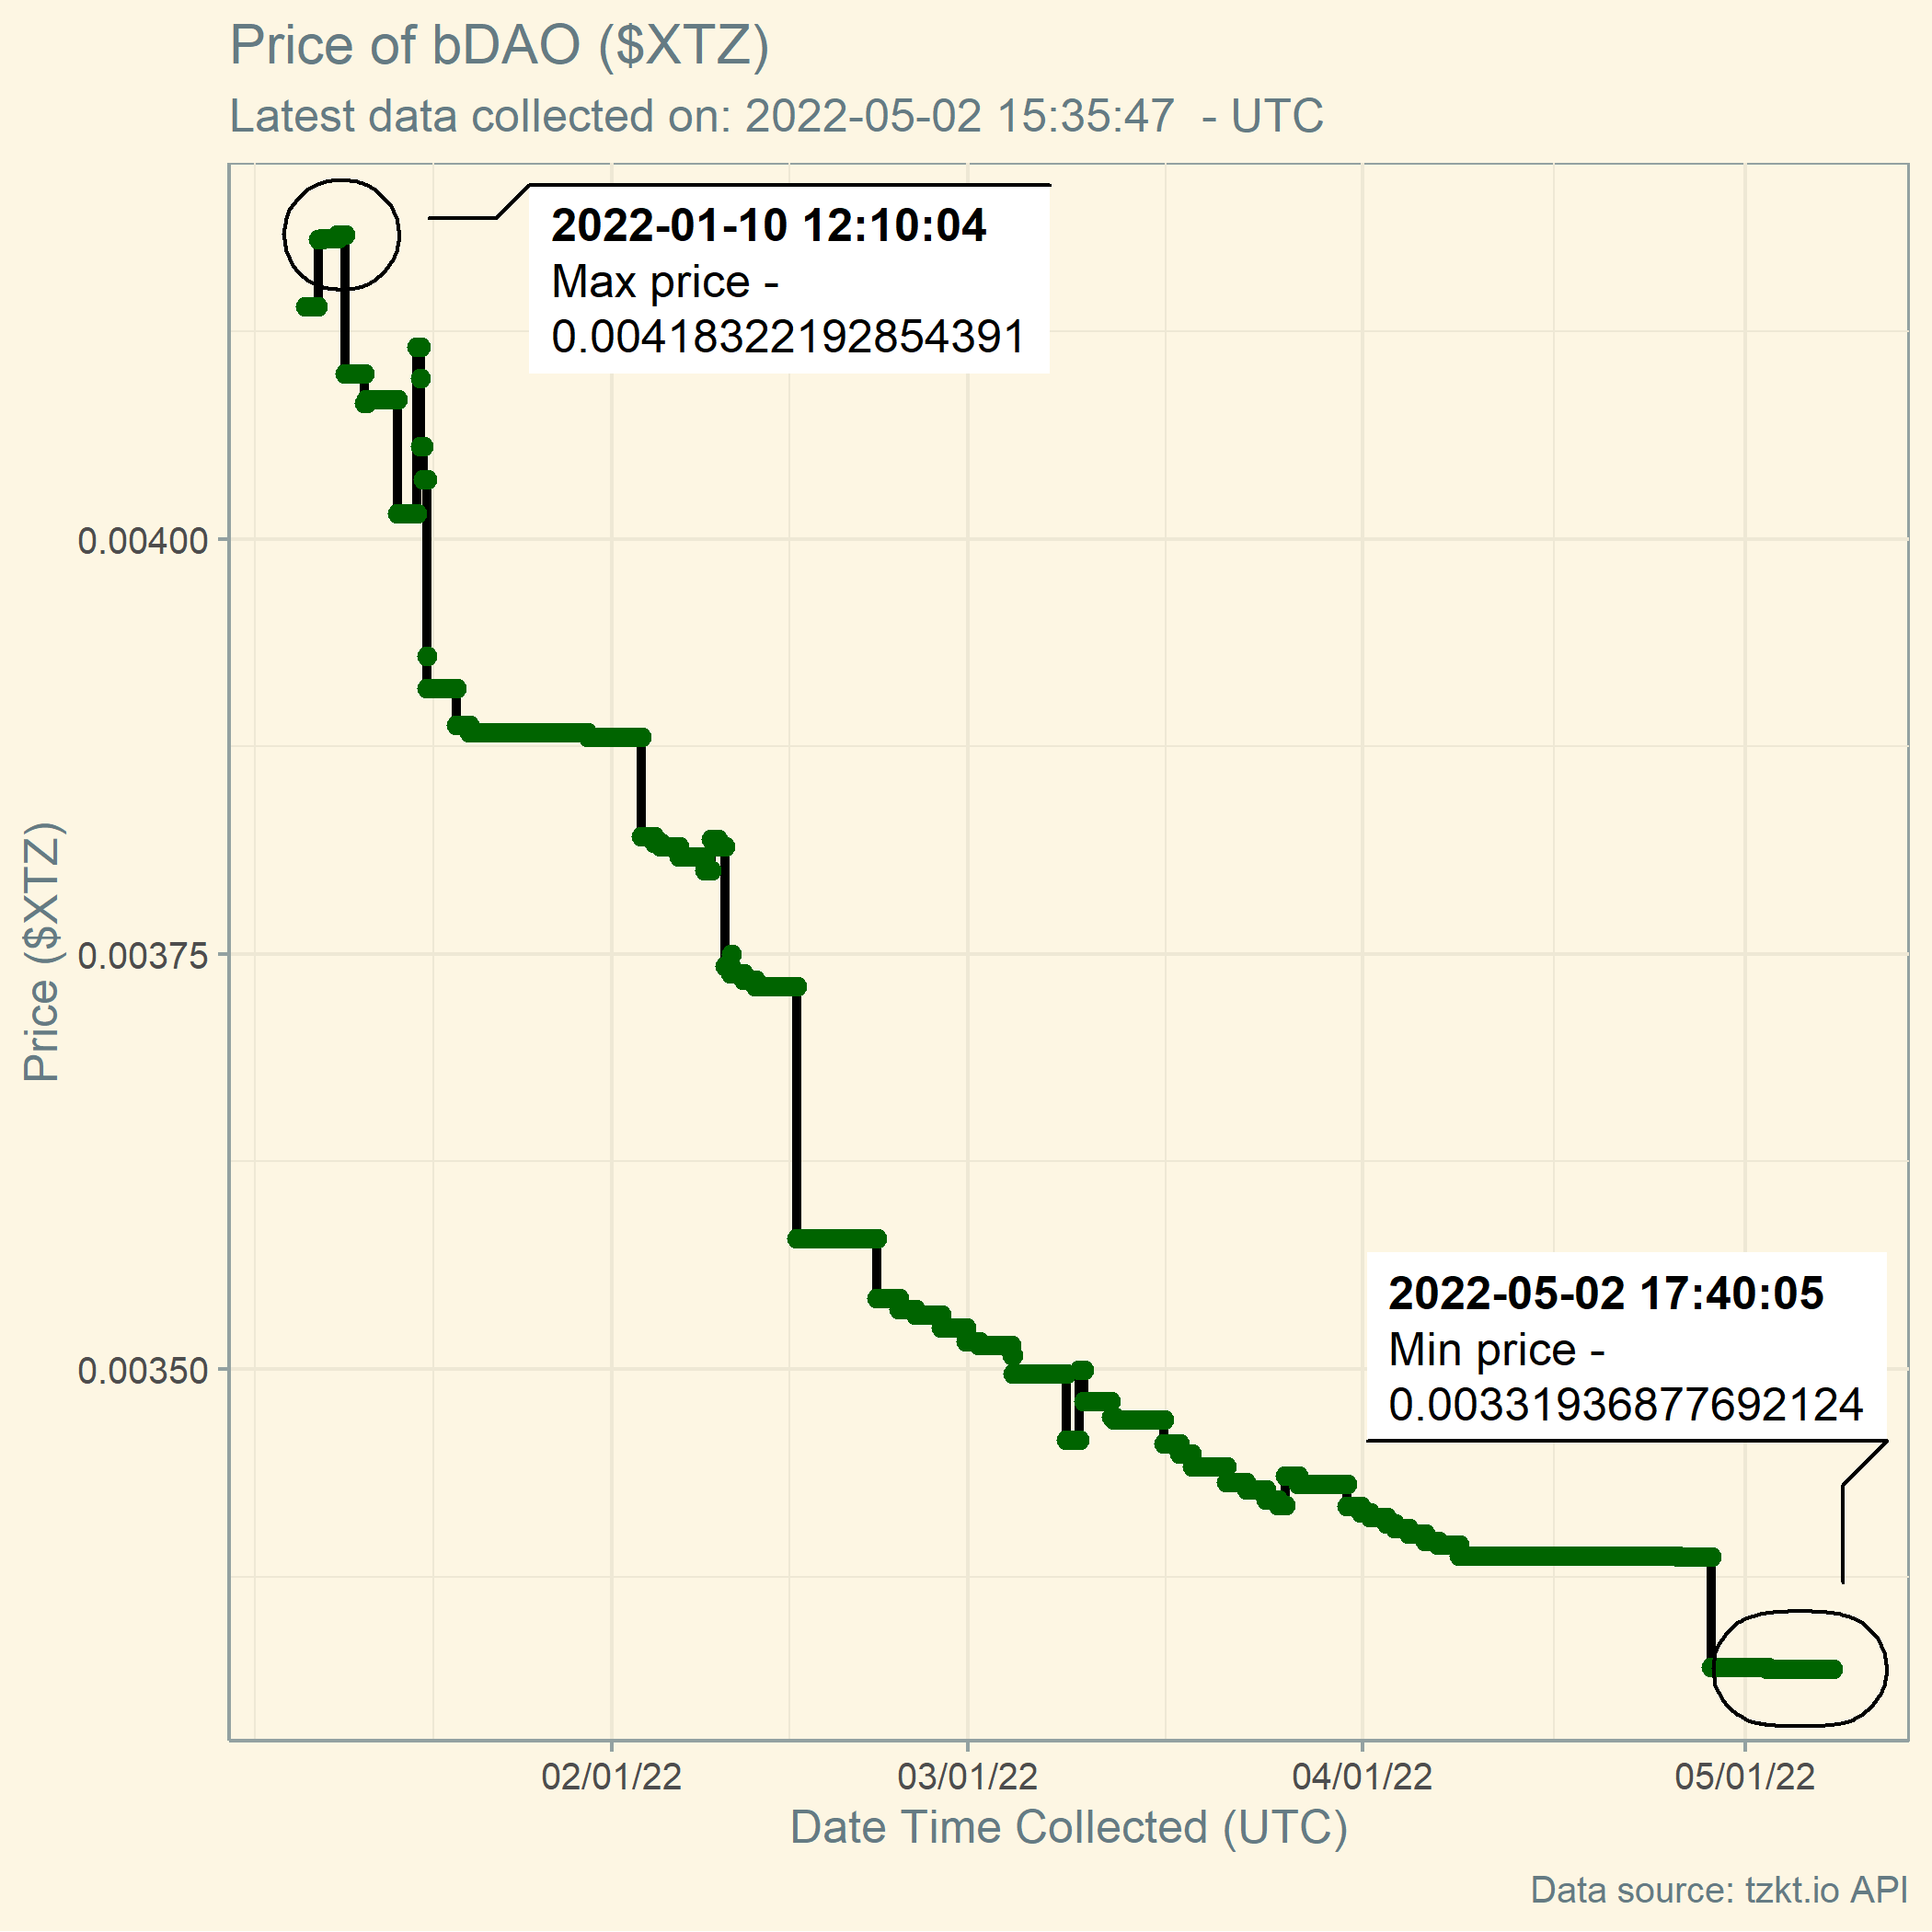 Price of bDAO ($XTZ)
Latest data collected on: 2022-05-02 15:35:47  - UTC
2022-01-10 12:10:04
Max price -
0.00418322192854391
0.00400
Price ($XTZ)
0.00375
2022-05-02 17:40:05
Min price -
0.00331936877692124
0.00350
02/01/22
03/01/22
04/01/22
05/01/22
Date Time Collected (UTC)
Data source: tzkt.io API